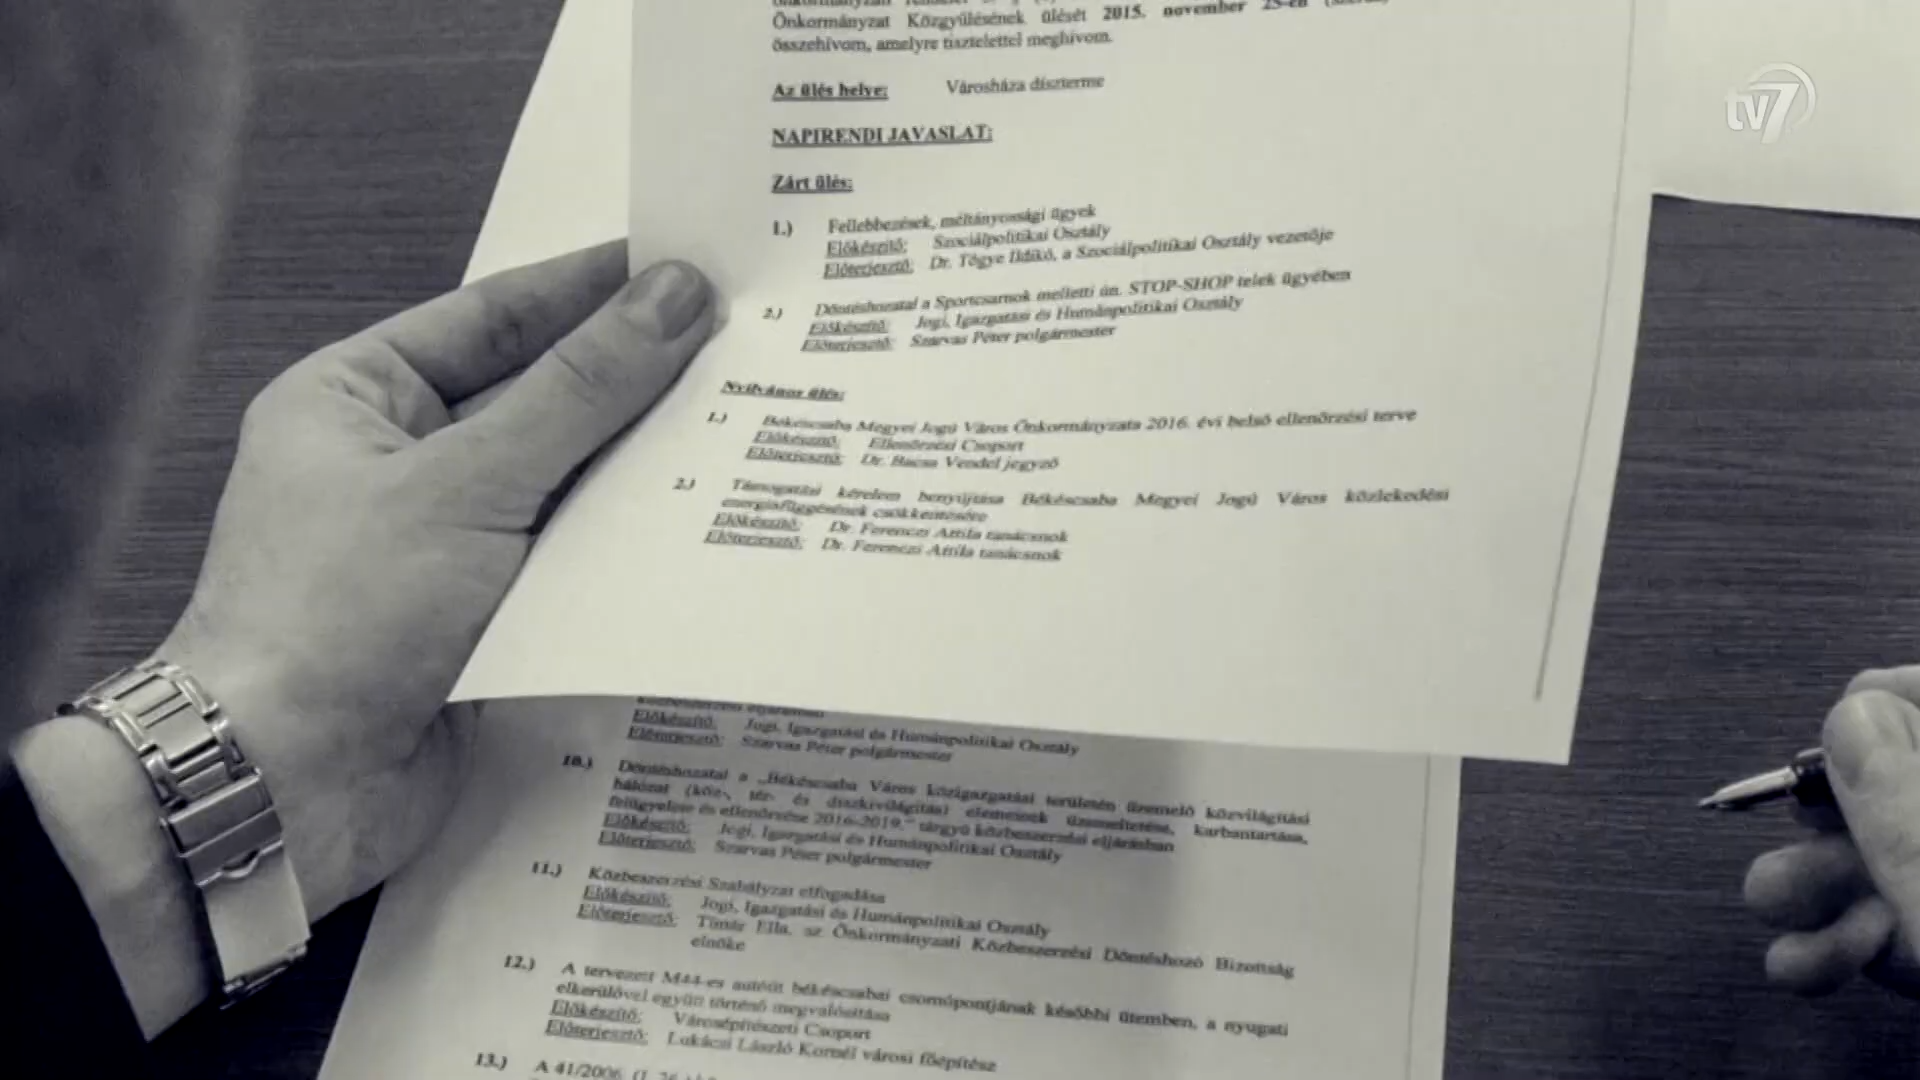 Önkormányzat Közgyűlésének ülését 2015. november 25-én
összehívom, amelyre tisztelettel meghívom.
Az ülés helye: Városháza díszterme
NAPIRENDI JAVASLAT:
Zárt ülés:
1.) Fellebbezések, méltányossági ügyek
Előkészítő: Szociálpolitikai Osztály
Előterjesztő: Dr. Tőgye Ildikó, a Szociálpolitikai Osztály vezetője
2.) Döntéshozatal a Sportcsarnok melletti ún. STOP-SHOP telek ügyében
Előkészítő: Jogi, Igazgatási és Humánpolitikai Osztály
Előterjesztő: Szarvas Péter polgármester
Nyilvános ülés:
1.) Békéscsaba Megyei Jogú Város Önkormányzata 2016. évi belső ellenőrzési terve
Előkészítő: Ellenőrzési Csoport
Előterjesztő: Dr. Bacsa Vendel jegyző
2.) Támogatási kérelem benyújtása Békéscsaba Megyei Jogú Város közlekedési
energiafüggésének csökkentésére
Előkészítő: Dr. Ferenczi Attila tanácsnok
Előterjesztő: Dr. Ferenczi Attila tanácsnok
Előkészítő: Jogi, Igazgatási és Humánpolitikai Osztály
Előterjesztő: Szarvas Péter polgármester
10.) Döntéshozatal a „Békéscsaba Város közigazgatási területén üzemelő közvilágítási
hálózat (köz-, tér- és díszkivilágítás) elemeinek üzemeltetése, karbantartása,
felügyelete és ellenőrzése 2016-2019." tárgyú közbeszerzési eljárásban
Előkészítő: Jogi, Igazgatási és Humánpolitikai Osztály
Előterjesztő: Szarvas Péter polgármester
11.) Közbeszerzési Szabályzat elfogadása
Előkészítő: Jogi, Igazgatási és Humánpolitikai Osztály
Előterjesztő: Tímár Ella, az Önkormányzati Közbeszerzési Döntéshozó Bizottság
elnöke
12.) A tervezett M44-es autóút békéscsabai csomópontjának későbbi ütemben, a nyugati
elkerülővel együtt történő megvalósítása
Előkészítő: Városépítészeti Csoport
Előterjesztő: Lukáczi László Kornél városi főépítész
13.) A 41/2006.
tv7